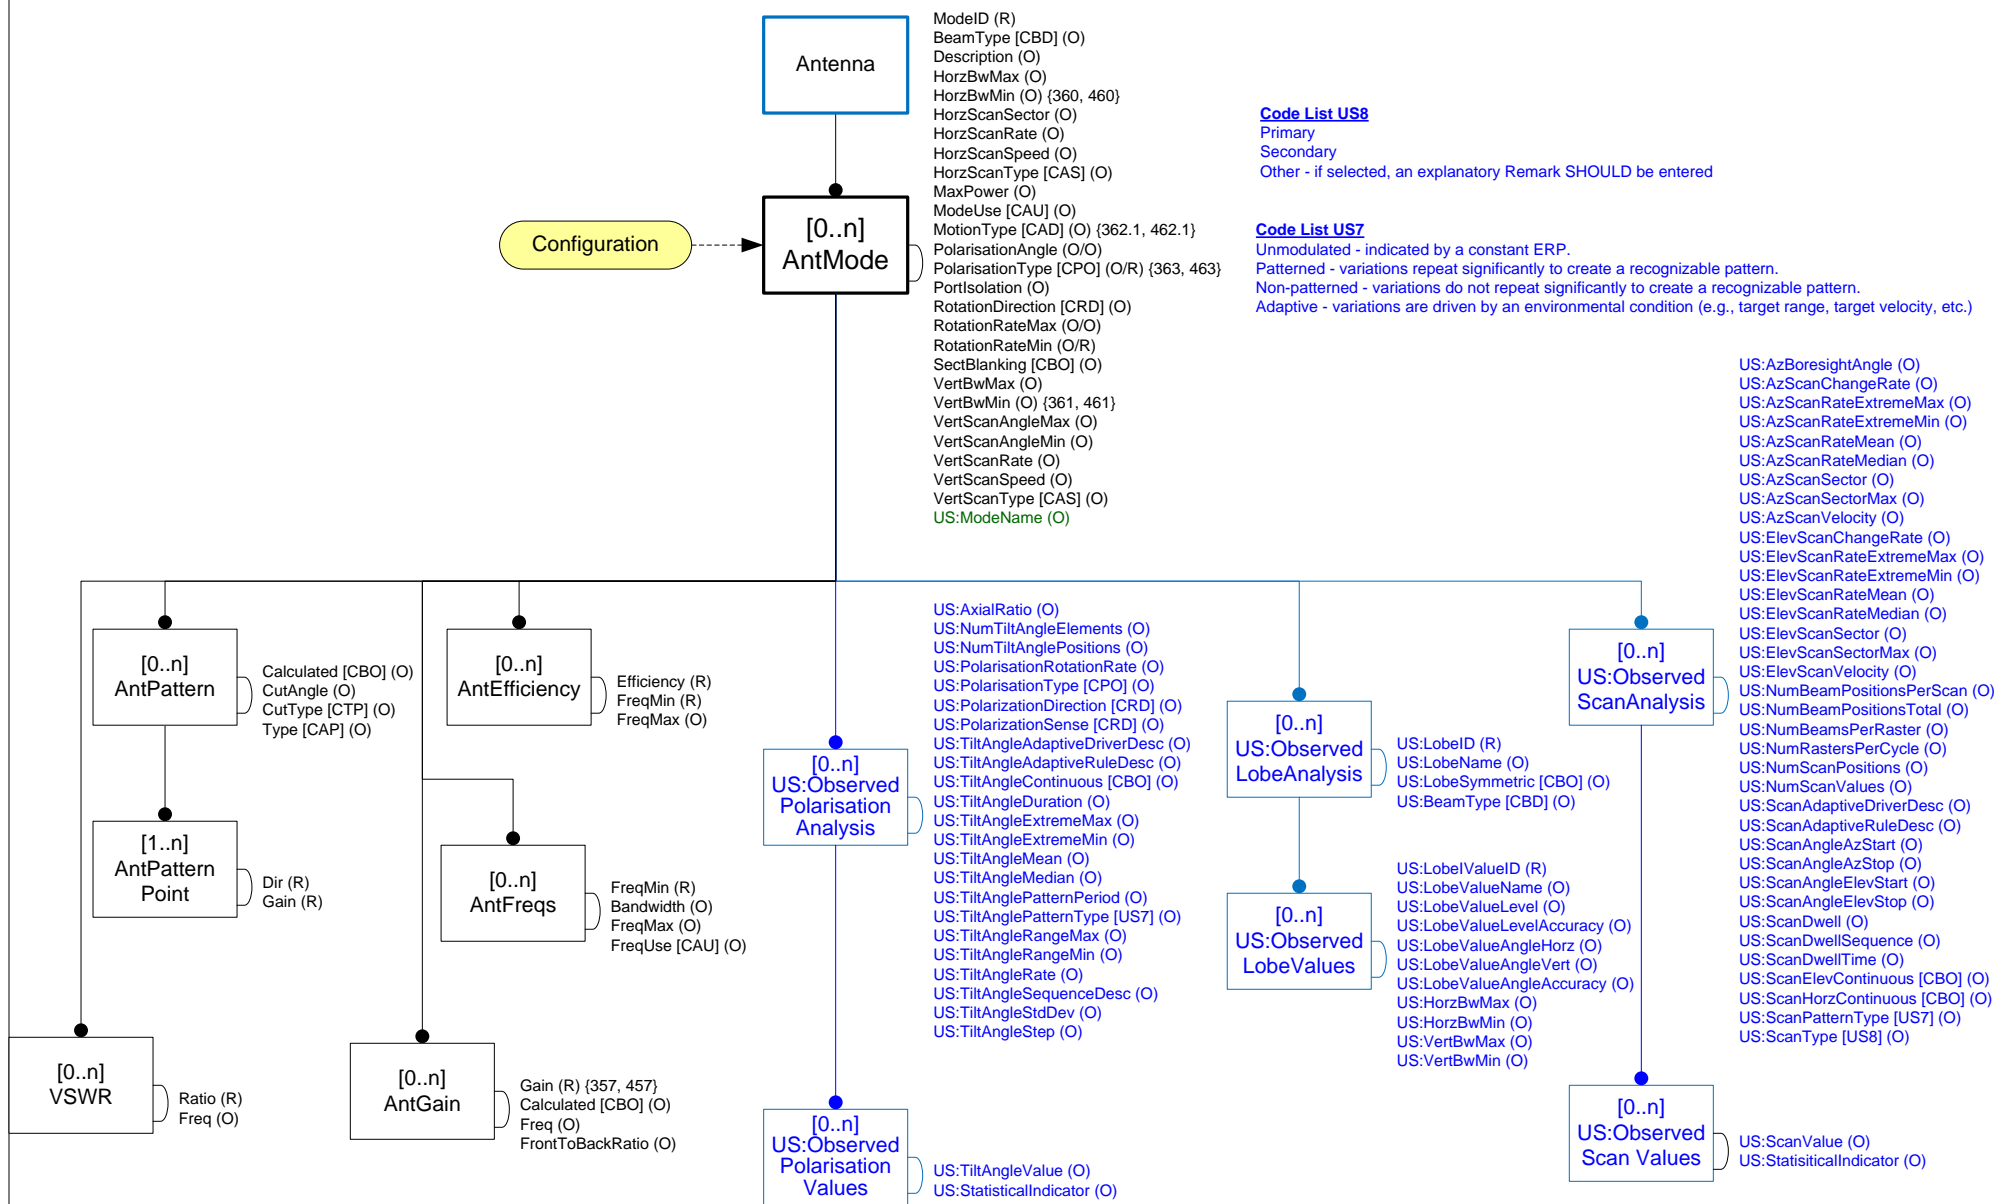 Antenna
ModeID (R)
BeamType [CBD] (O)
Description (O)
HorzBwMax (O)
HorzBwMin (O) {360, 460}
HorzScanSector (O)
HorzScanRate (O)
HorzScanSpeed (O)
HorzScanType [CAS] (O)
MaxPower (O)
ModeUse [CAU] (O)
MotionType [CAD] (O) {362.1, 462.1}
PolarisationAngle (O/O)
PolarisationType [CPO] (O/R) {363, 463}
PortIsolation (O)
RotationDirection [CRD] (O)
RotationRateMax (O/O)
RotationRateMin (O/R)
SectBlanking [CBO] (O)
VertBwMax (O)
VertBwMin (O) {361, 461}
VertScanAngleMax (O)
VertScanAngleMin (O)
VertScanRate (O)
VertScanSpeed (O)
VertScanType [CAS] (O)
US:ModeName (O)
Configuration
[0..n]
AntMode
Code List US8
Primary
Secondary
Other - if selected, an explanatory Remark SHOULD be entered
Code List US7
Unmodulated - indicated by a constant ERP.
Patterned - variations repeat significantly to create a recognizable pattern.
Non-patterned - variations do not repeat significantly to create a recognizable pattern.
Adaptive - variations are driven by an environmental condition (e.g., target range, target velocity, etc.)
[0..n]
AntPattern
Calculated [CBO] (O)
CutAngle (O)
CutType [CTP] (O)
Type [CAP] (O)
[0..n]
AntEfficiency
Efficiency (R)
FreqMin (R)
FreqMax (O)
[1..n]
AntPattern
Point
Dir (R)
Gain (R)
[0..n]
AntFreqs
FreqMin (R)
Bandwidth (O)
FreqMax (O)
FreqUse [CAU] (O)
[0..n]
VSWR
Ratio (R)
Freq (O)
[0..n]
AntGain
Gain (R) {357, 457}
Calculated [CBO] (O)
Freq (O)
FrontToBackRatio (O)
[0..n]
US:Observed
Polarisation
Analysis
US:AxialRatio (O)
US:NumTiltAngleElements (O)
US:NumTiltAnglePositions (O)
US:PolarisationRotationRate (O)
US:PolarisationType [CPO] (O)
US:PolarizationDirection [CRD] (O)
US:PolarizationSense [CRD] (O)
US:TiltAngleAdaptiveDriverDesc (O)
US:TiltAngleAdaptiveRuleDesc (O)
US:TiltAngleContinuous [CBO] (O)
US:TiltAngleDuration (O)
US:TiltAngleExtremeMax (O)
US:TiltAngleExtremeMin (O)
US:TiltAngleMean (O)
US:TiltAngleMedian (O)
US:TiltAnglePatternPeriod (O)
US:TiltAnglePatternType [US7] (O)
US:TiltAngleRangeMax (O)
US:TiltAngleRangeMin (O)
US:TiltAngleRate (O)
US:TiltAngleSequenceDesc (O)
US:TiltAngleStdDev (O)
US:TiltAngleStep (O)
[0..n]
US:Observed
Polarisation
Values
US:TiltAngleValue (O)
US:StatisticalIndicator (O)
[0..n]
US:Observed
LobeAnalysis
US:LobeID (R)
US:LobeName (O)
US:LobeSymmetric [CBO] (O)
US:BeamType [CBD] (O)
[0..n]
US:Observed
LobeValues
US:LobeIValueID (R)
US:LobeValueName (O)
US:LobeValueLevel (O)
US:LobeValueLevelAccuracy (O)
US:LobeValueAngleHorz (O)
US:LobeValueAngleVert (O)
US:LobeValueAngleAccuracy (O)
US:HorzBwMax (O)
US:HorzBwMin (O)
US:VertBwMax (O)
US:VertBwMin (O)
[0..n]
US:Observed
ScanAnalysis
US:AzBoresightAngle (O)
US:AzScanChangeRate (O)
US:AzScanRateExtremeMax (O)
US:AzScanRateExtremeMin (O)
US:AzScanRateMean (O)
US:AzScanRateMedian (O)
US:AzScanSector (O)
US:AzScanSectorMax (O)
US:AzScanVelocity (O)
US:ElevScanChangeRate (O)
US:ElevScanRateExtremeMax (O)
US:ElevScanRateExtremeMin (O)
US:ElevScanRateMean (O)
US:ElevScanRateMedian (O)
US:ElevScanSector (O)
US:ElevScanSectorMax (O)
US:ElevScanVelocity (O)
US:NumBeamPositionsPerScan (O)
US:NumBeamPositionsTotal (O)
US:NumBeamsPerRaster (O)
US:NumRastersPerCycle (O)
US:NumScanPositions (O)
US:NumScanValues (O)
US:ScanAdaptiveDriverDesc (O)
US:ScanAdaptiveRuleDesc (O)
US:ScanAngleAzStart (O)
US:ScanAngleAzStop (O)
US:ScanAngleElevStart (O)
US:ScanAngleElevStop (O)
US:ScanDwell (O)
US:ScanDwellSequence (O)
US:ScanDwellTime (O)
US:ScanElevContinuous [CBO] (O)
US:ScanHorzContinuous [CBO] (O)
US:ScanPatternType [US7] (O)
US:ScanType [US8] (O)
[0..n]
US:Observed
Scan Values
US:ScanValue (O)
US:StatisiticalIndicator (O)